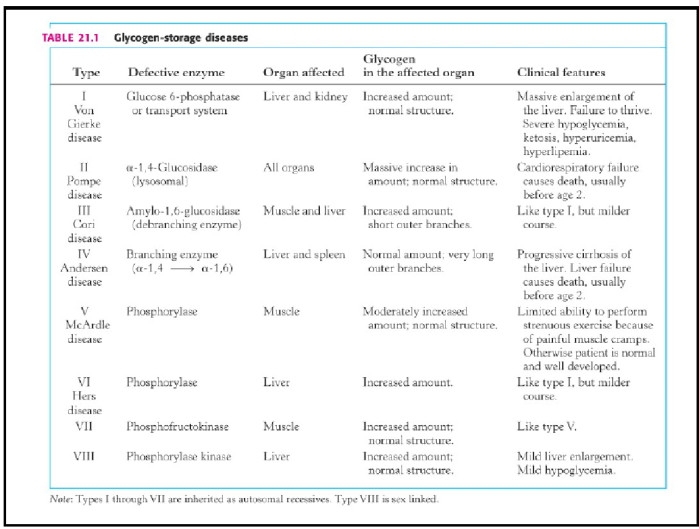 TABLE 21.1 Glycogen-storage diseases
Type Defective enzyme Organ affected Glycogen in the affected organ Clinical features
I Von Gierke disease
Glucose 6-phosphatase or transport system
Liver and kidney
Increased amount; normal structure.
Massive enlargement of the liver. Failure to thrive. Severe hypoglycemia, ketosis, hyperuricemia, hyperlipemia.
II Pompe disease
α-1,4-Glucosidase (lysosomal)
All organs
Massive increase in amount; normal structure.
Cardiorespiratory failure causes death, usually before age 2.
III Cori disease
Amylo-1,6-glucosidase (debranching enzyme)
Muscle and liver
Increased amount; short outer branches.
Like type I, but milder course.
IV Andersen disease
Branching enzyme (α-1,4 ⟶ α-1,6)
Liver and spleen
Normal amount; very long outer branches.
Progressive cirrhosis of the liver. Liver failure causes death, usually before age 2.
V McArdle disease
Phosphorylase
Muscle
Moderately increased amount; normal structure.
Limited ability to perform strenuous exercise because of painful muscle cramps. Otherwise patient is normal and well developed.
VI Hers disease
Phosphorylase
Liver
Increased amount.
Like type I, but milder course.
VII
Phosphofructokinase
Muscle
Increased amount; normal structure.
Like type V.
VIII
Phosphorylase kinase
Liver
Increased amount; normal structure.
Mild liver enlargement. Mild hypoglycemia.
Note: Types I through VII are inherited as autosomal recessives. Type VIII is sex linked.